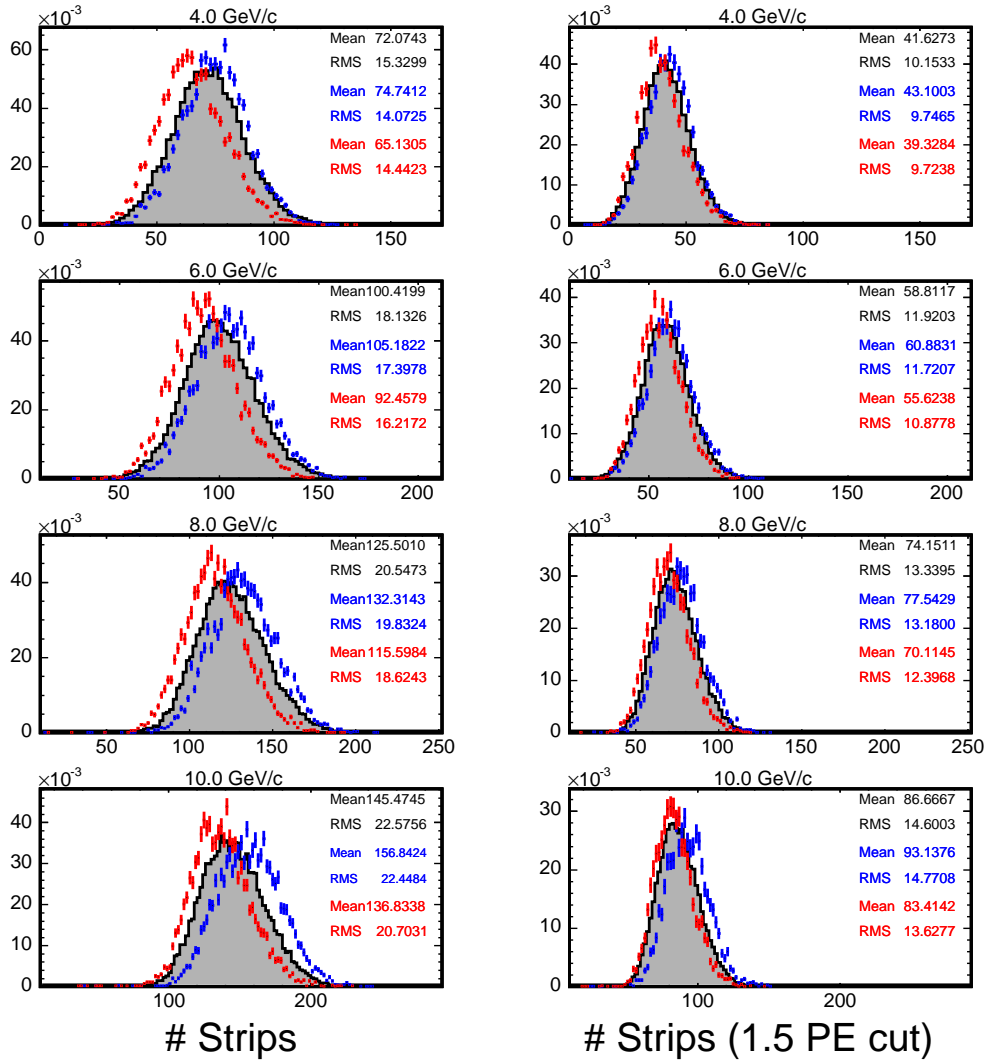 ×10⁻³ 4.0 GeV/c
Mean 72.0743
RMS 15.3299
Mean 74.7412
RMS 14.0725
Mean 65.1305
RMS 14.4423
60
40
20
0
0 50 100 150
×10⁻³ 4.0 GeV/c
Mean 41.6273
RMS 10.1533
Mean 43.1003
RMS 9.7465
Mean 39.3284
RMS 9.7238
40
30
20
10
0
0 50 100 150
×10⁻³ 6.0 GeV/c
Mean100.4199
RMS 18.1326
Mean105.1822
RMS 17.3978
Mean 92.4579
RMS 16.2172
40
20
0
50 100 150 200
×10⁻³ 6.0 GeV/c
Mean 58.8117
RMS 11.9203
Mean 60.8831
RMS 11.7207
Mean 55.6238
RMS 10.8778
40
30
20
10
0
50 100 150 200
×10⁻³ 8.0 GeV/c
Mean125.5010
RMS 20.5473
Mean132.3143
RMS 19.8324
Mean115.5984
RMS 18.6243
40
20
0
50 100 150 200 250
×10⁻³ 8.0 GeV/c
Mean 74.1511
RMS 13.3395
Mean 77.5429
RMS 13.1800
Mean 70.1145
RMS 12.3968
30
20
10
0
50 100 150 200 250
×10⁻³ 10.0 GeV/c
Mean145.4745
RMS 22.5756
Mean 156.8424
RMS 22.4484
Mean136.8338
RMS 20.7031
40
30
20
10
0
100 200
# Strips
×10⁻³ 10.0 GeV/c
Mean 86.6667
RMS 14.6003
Mean 93.1376
RMS 14.7708
Mean 83.4142
RMS 13.6277
30
20
10
0
100 200
# Strips (1.5 PE cut)